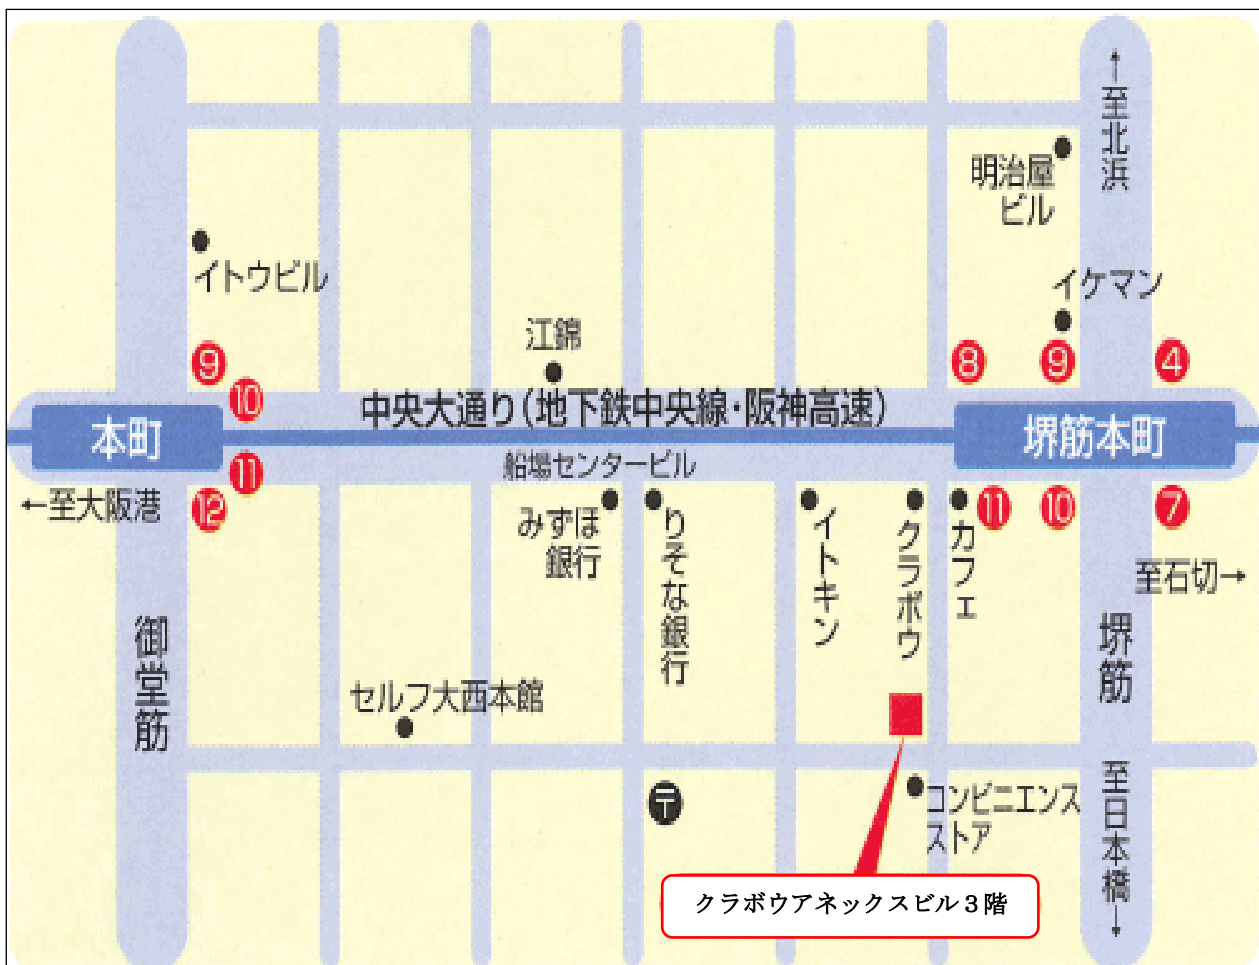 ↑至北浜
明治屋
ビル
イトウビル
イケマン
江錦
⑨
⑩
⑧
⑨
④
中央大通り(地下鉄中央線・阪神高速)
本町
堺筋本町
船場センタービル
←至大阪港
⑪
⑫
⑪
⑩
⑦
みずほ
銀行
りそな銀行
イトキン
クラボウ
カフェ
至石切→
御堂筋
堺筋
セルフ大西本館
〒
コンビニエンス
ストア
至日本橋→
クラボウアネックスビル3階